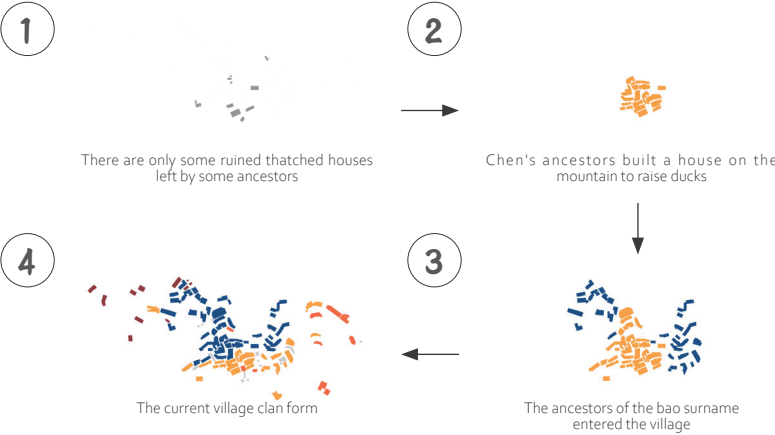 1
There are only some ruined thatched houses
left by some ancestors
2
Chen's ancestors built a house on the
mountain to raise ducks
3
The ancestors of the bao surname
entered the village
4
The current village clan form